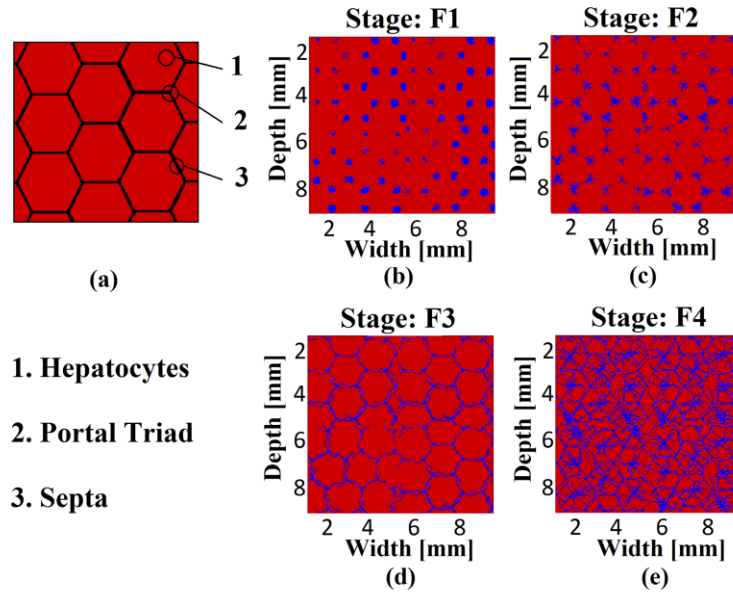 1
2
3
(a)
Stage: F1
Depth [mm]
2
4
6
8
2 4 6 8
Width [mm]
(b)
Stage: F2
Depth [mm]
2
4
6
8
2 4 6 8
Width [mm]
(c)
1. Hepatocytes
2. Portal Triad
3. Septa
Stage: F3
Depth [mm]
2
4
6
8
2 4 6 8
Width [mm]
(d)
Stage: F4
Depth [mm]
2
4
6
8
2 4 6 8
Width [mm]
(e)